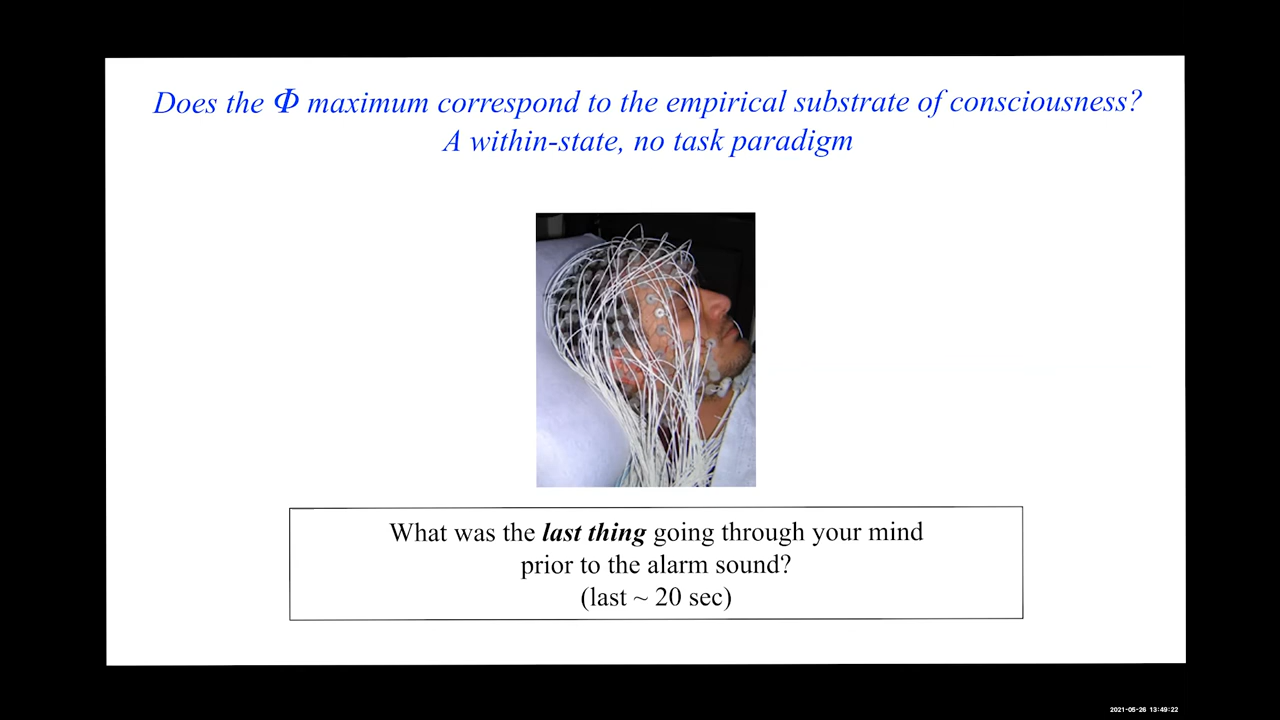 Does the Φ maximum correspond to the empirical substrate of consciousness?
A within-state, no task paradigm
What was the last thing going through your mind
prior to the alarm sound?
(last ~ 20 sec)
2021-05-26 13:49:22